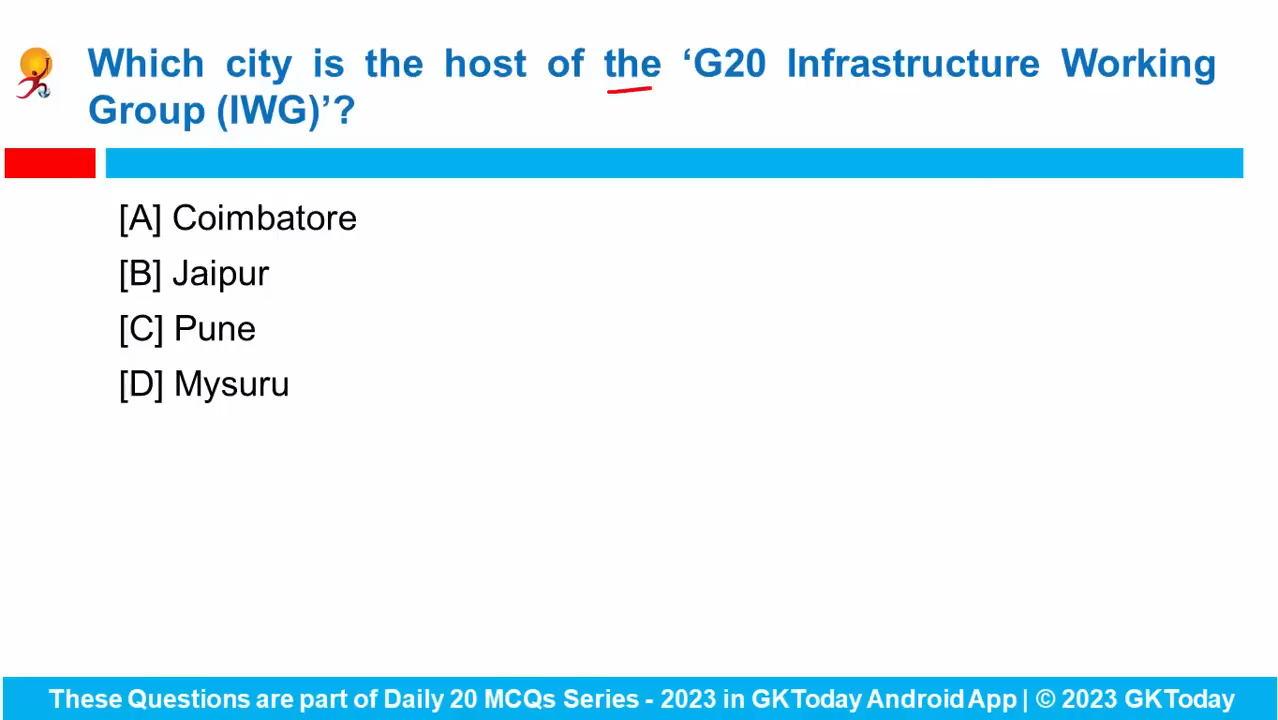 Which city is the host of the ‘G20 Infrastructure Working
Group (IWG)’?
[A] Coimbatore
[B] Jaipur
[C] Pune
[D] Mysuru
These Questions are part of Daily 20 MCQs Series - 2023 in GKToday Android App | © 2023 GKToday